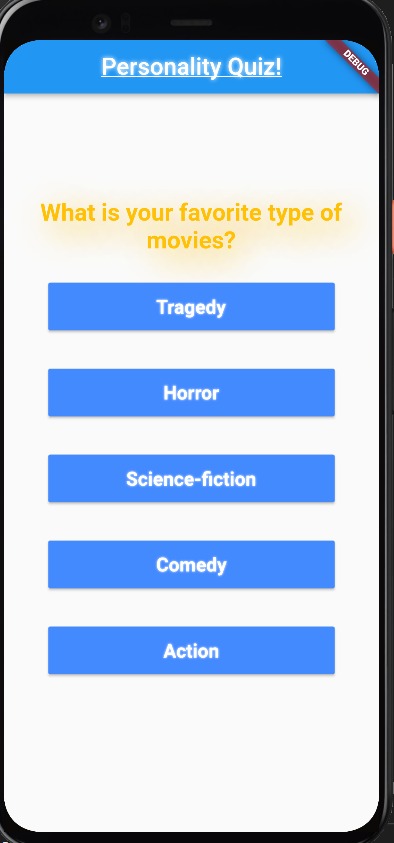 Personality Quiz!
DEBUG
What is your favorite type of
movies?
Tragedy
Horror
Science-fiction
Comedy
Action